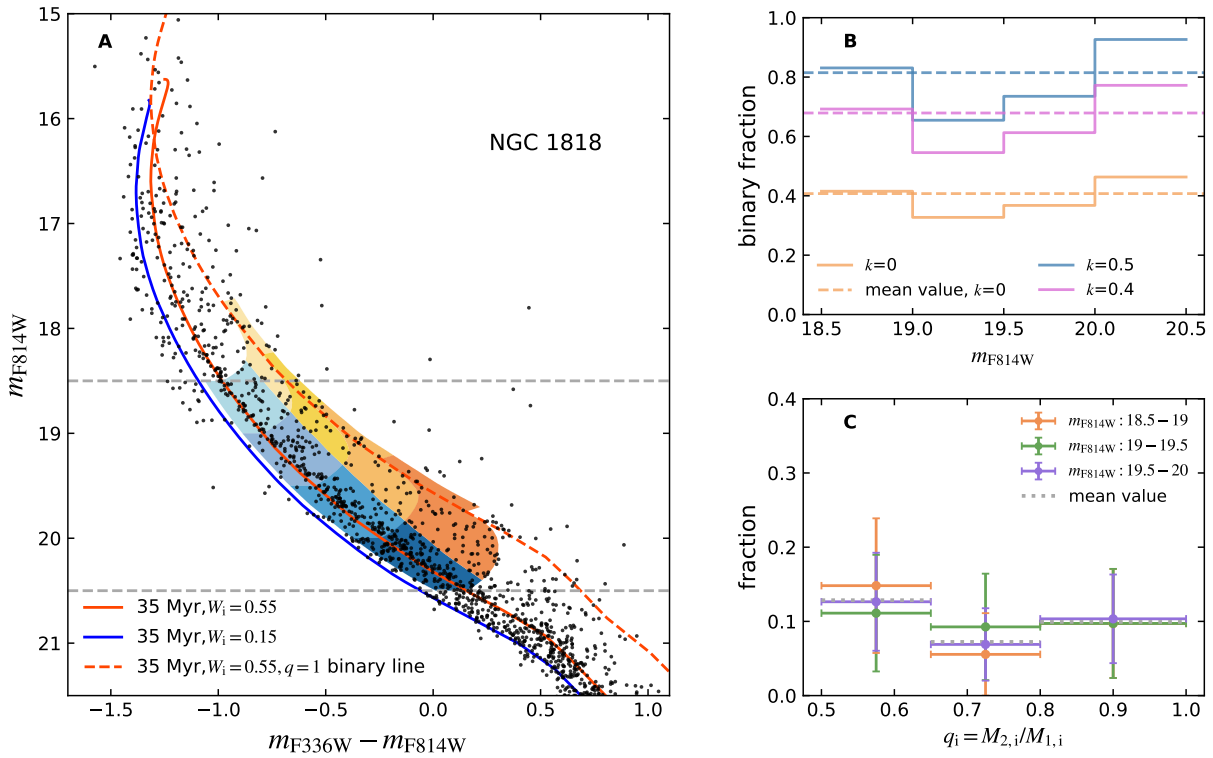 A
NGC 1818
15
16
17
18
19
20
21
m_F814W
−1.5
−1.0
−0.5
0.0
0.5
1.0
m_F336W − m_F814W
35 Myr, W_i = 0.55
35 Myr, W_i = 0.15
35 Myr, W_i = 0.55, q = 1 binary line
B
1.0
0.8
0.6
0.4
0.2
0.0
binary fraction
k=0
mean value, k=0
k=0.5
k=0.4
18.5
19.0
19.5
20.0
20.5
m_F814W
C
0.4
0.3
0.2
0.1
0.0
fraction
m_F814W : 18.5−19
m_F814W : 19−19.5
m_F814W : 19.5−20
mean value
0.5
0.6
0.7
0.8
0.9
1.0
q_i = M_2,i/M_1,i